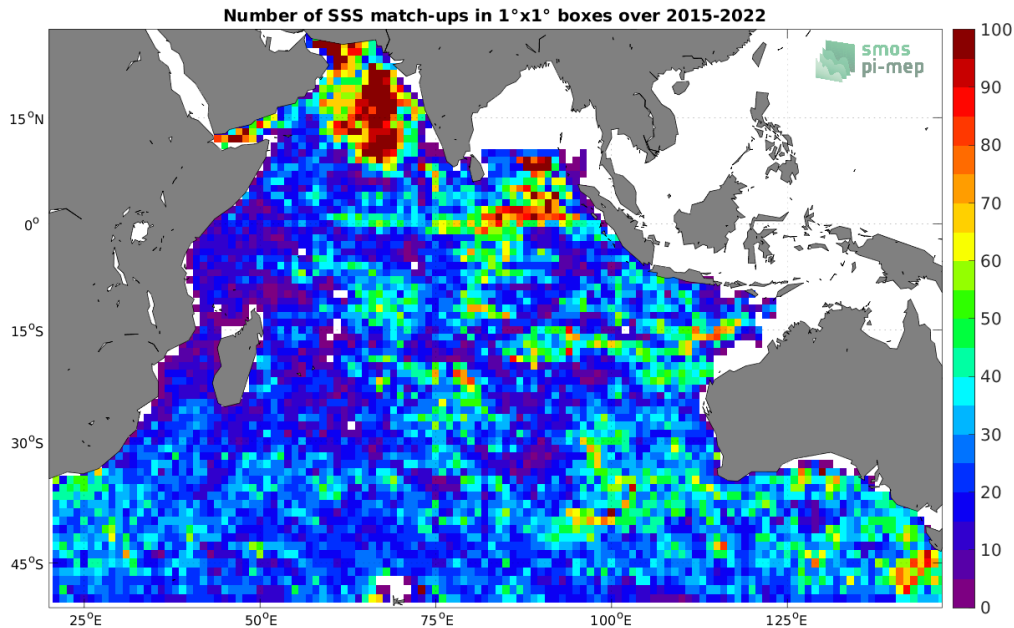 Number of SSS match-ups in 1°x1° boxes over 2015-2022
smos
pi-mep
100
90
80
70
60
50
40
30
20
10
0
15°N
0°
15°S
30°S
45°S
25°E
50°E
75°E
100°E
125°E